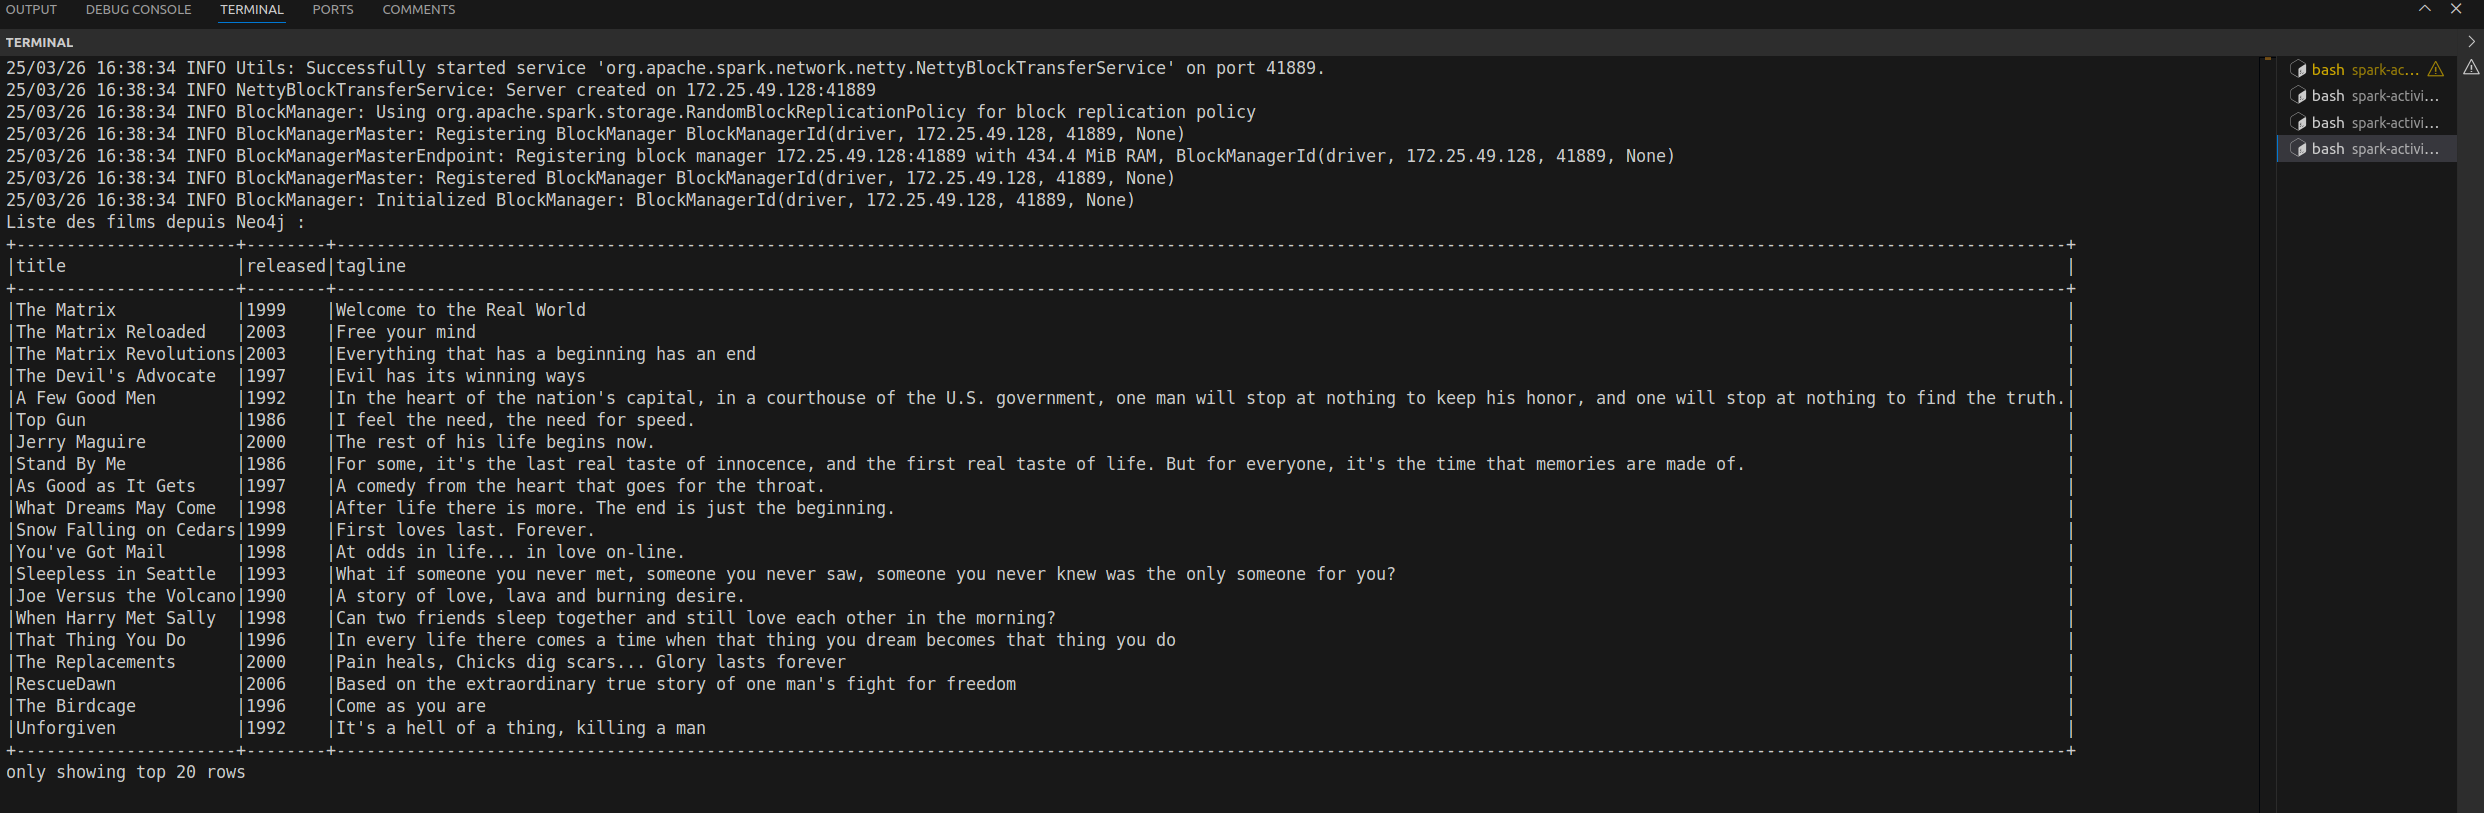 OUTPUT DEBUG CONSOLE TERMINAL PORTS COMMENTS
TERMINAL
25/03/26 16:38:34 INFO Utils: Successfully started service 'org.apache.spark.network.netty.NettyBlockTransferService' on port 41889.
25/03/26 16:38:34 INFO NettyBlockTransferService: Server created on 172.25.49.128:41889
25/03/26 16:38:34 INFO BlockManager: Using org.apache.spark.storage.RandomBlockReplicationPolicy for block replication policy
25/03/26 16:38:34 INFO BlockManagerMaster: Registering BlockManager BlockManagerId(driver, 172.25.49.128, 41889, None)
25/03/26 16:38:34 INFO BlockManagerMasterEndpoint: Registering block manager 172.25.49.128:41889 with 434.4 MiB RAM, BlockManagerId(driver, 172.25.49.128, 41889, None)
25/03/26 16:38:34 INFO BlockManagerMaster: Registered BlockManager BlockManagerId(driver, 172.25.49.128, 41889, None)
25/03/26 16:38:34 INFO BlockManager: Initialized BlockManager: BlockManagerId(driver, 172.25.49.128, 41889, None)
Liste des films depuis Neo4j :
|title |released|tagline |
|The Matrix |1999 |Welcome to the Real World |
|The Matrix Reloaded |2003 |Free your mind |
|The Matrix Revolutions|2003 |Everything that has a beginning has an end |
|The Devil's Advocate |1997 |Evil has its winning ways |
|A Few Good Men |1992 |In the heart of the nation's capital, in a courthouse of the U.S. government, one man will stop at nothing to keep his honor, and one will stop at nothing to find the truth.|
|Top Gun |1986 |I feel the need, the need for speed. |
|Jerry Maguire |2000 |The rest of his life begins now. |
|Stand By Me |1986 |For some, it's the last real taste of innocence, and the first real taste of life. But for everyone, it's the time that memories are made of. |
|As Good as It Gets |1997 |A comedy from the heart that goes for the throat. |
|What Dreams May Come |1998 |After life there is more. The end is just the beginning. |
|Snow Falling on Cedars|1999 |First loves last. Forever. |
|You've Got Mail |1998 |At odds in life... in love on-line. |
|Sleepless in Seattle |1993 |What if someone you never met, someone you never saw, someone you never knew was the only someone for you? |
|Joe Versus the Volcano|1990 |A story of love, lava and burning desire. |
|When Harry Met Sally |1998 |Can two friends sleep together and still love each other in the morning? |
|That Thing You Do |1996 |In every life there comes a time when that thing you dream becomes that thing you do |
|The Replacements |2000 |Pain heals, Chicks dig scars... Glory lasts forever |
|RescueDawn |2006 |Based on the extraordinary true story of one man's fight for freedom |
|The Birdcage |1996 |Come as you are |
|Unforgiven |1992 |It's a hell of a thing, killing a man |
only showing top 20 rows
bash spark-ac...
bash spark-activi...
bash spark-activi...
bash spark-activi...